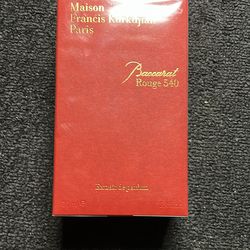 Maison
Francis Kurkdjian
Paris
Baccarat
Rouge 540
Extrait de parfum